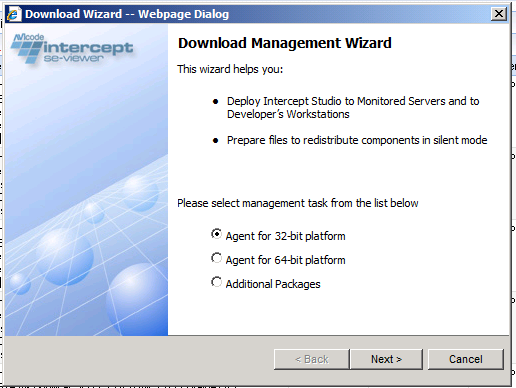 Download Wizard -- Webpage Dialog
AVIcode
intercept
se-viewer
Download Management Wizard
This wizard helps you:
• Deploy Intercept Studio to Monitored Servers and to
Developer's Workstations
• Prepare files to redistribute components in silent mode
Please select management task from the list below
Agent for 32-bit platform
Agent for 64-bit platform
Additional Packages
< Back
Next >
Cancel